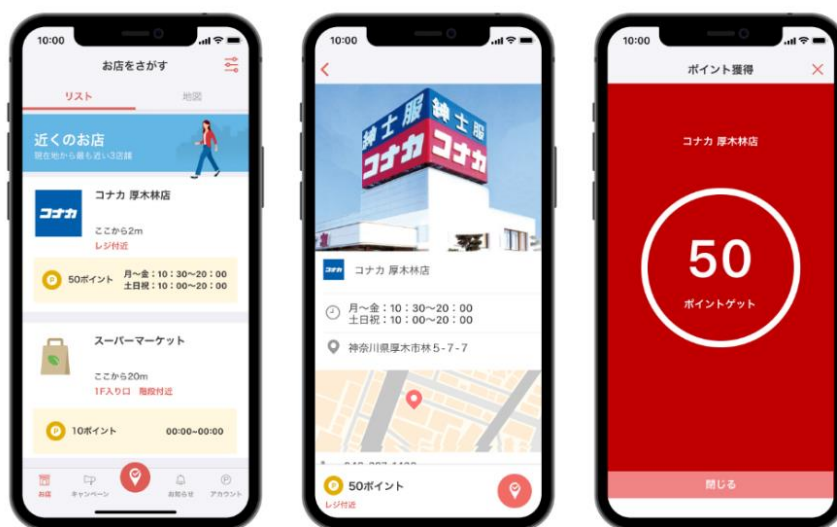 10:00
お店をさがす
リスト
地図
近くのお店
現在地から最も近い3店舗
コナカ
コナカ 厚木林店
ここから2m
レジ付近
50ポイント
月〜金：10：30〜20：00
土日祝：10：00〜20：00
スーパーマーケット
ここから20m
1F入り口 階段付近
10ポイント
00:00~00:00
お店
キャンペーン
お知らせ
アカウント
10:00
紳士服
紳士服
コナカ
コナカ
コナカ
コナカ 厚木林店
月〜金：10：30〜20：00
土日祝：10：00〜20：00
神奈川県厚木市林5-7-7
50ポイント
レジ付近
10:00
ポイント獲得
コナカ 厚木林店
50
ポイントゲット
閉じる